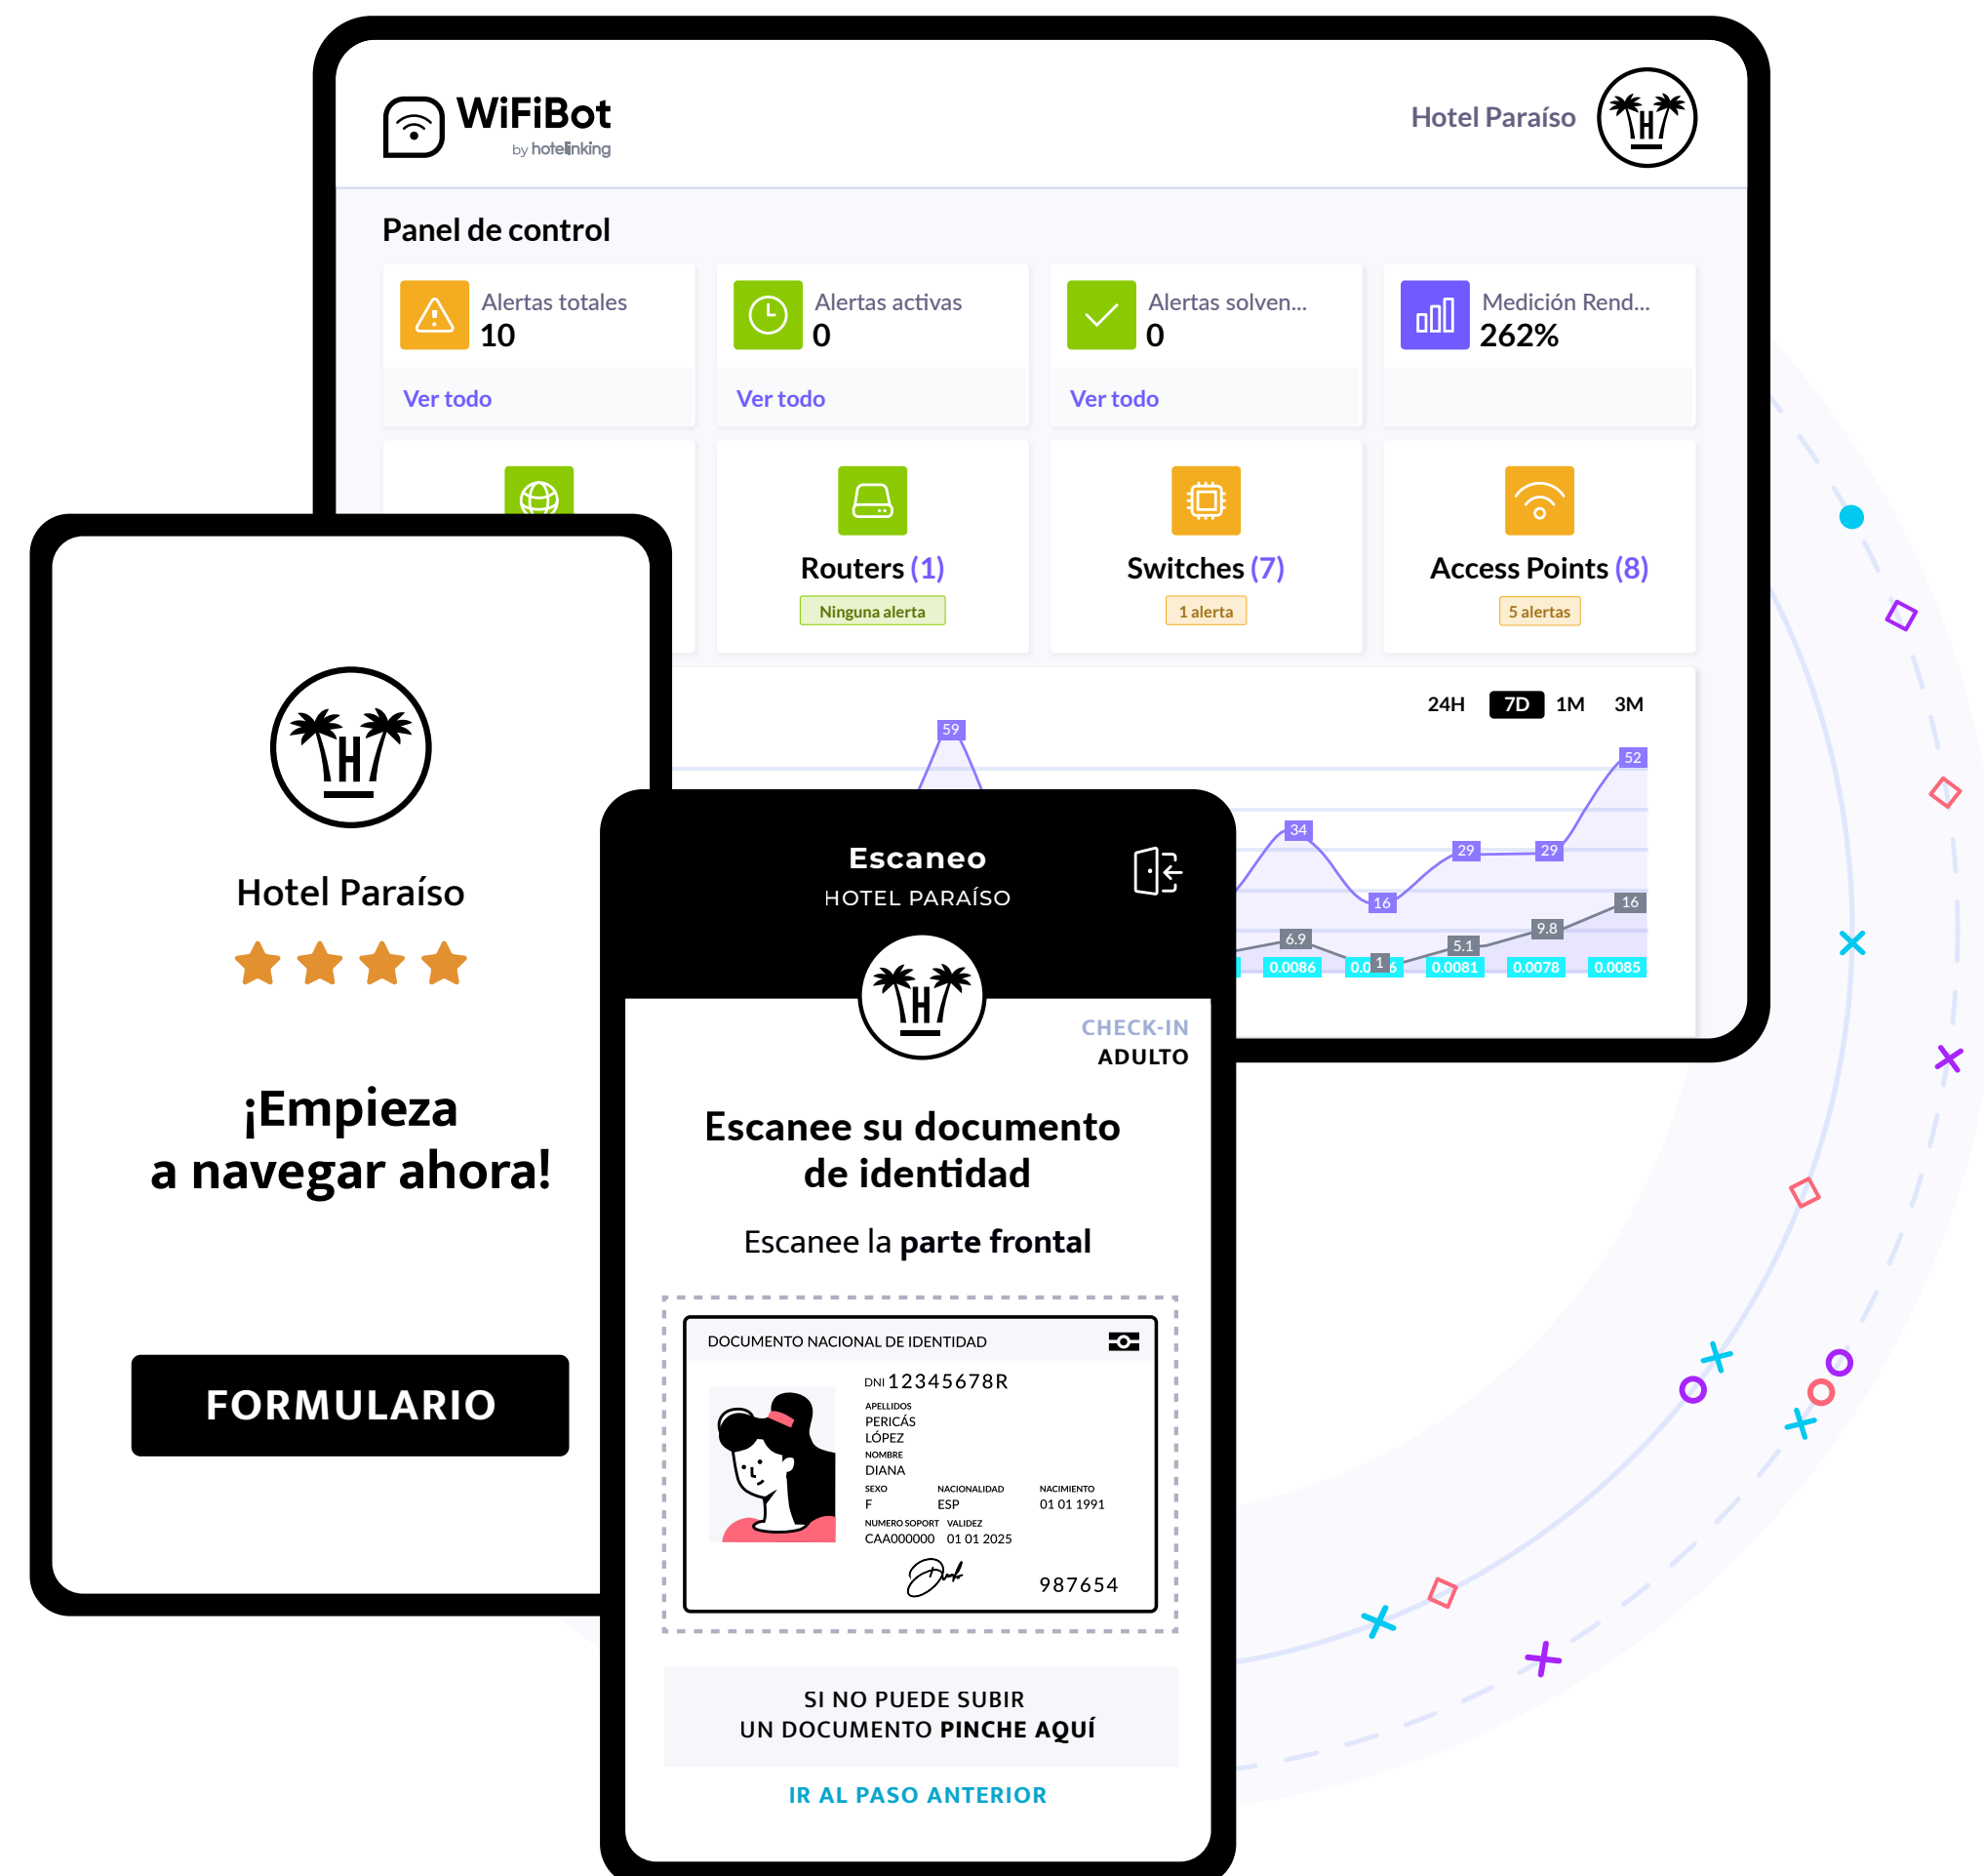 WiFiBot
by hotelinking
Hotel Paraíso
H
Panel de control
Alertas totales
10
Ver todo
Alertas activas
0
Ver todo
Alertas solven...
0
Ver todo
Medición Rend...
262%
Routers (1)
Ninguna alerta
Switches (7)
1 alerta
Access Points (8)
5 alertas
24H 7D 1M 3M
59
52
34
29
29
16
16
9.8
6.9
5.1
1
0.0086
0.0081
0.0078
0.0085
H
Hotel Paraíso
¡Empieza
a navegar ahora!
FORMULARIO
Escaneo
HOTEL PARAÍSO
H
CHECK-IN
ADULTO
Escanee su documento
de identidad
Escanee la parte frontal
DOCUMENTO NACIONAL DE IDENTIDAD
DNI 12345678R
APELLIDOS
PERICÁS
LÓPEZ
NOMBRE
DIANA
SEXO NACIONALIDAD NACIMIENTO
F ESP 01 01 1991
NUMERO SOPORT VALIDEZ
CAA000000 01 01 2025
987654
SI NO PUEDE SUBIR
UN DOCUMENTO PINCHE AQUÍ
IR AL PASO ANTERIOR